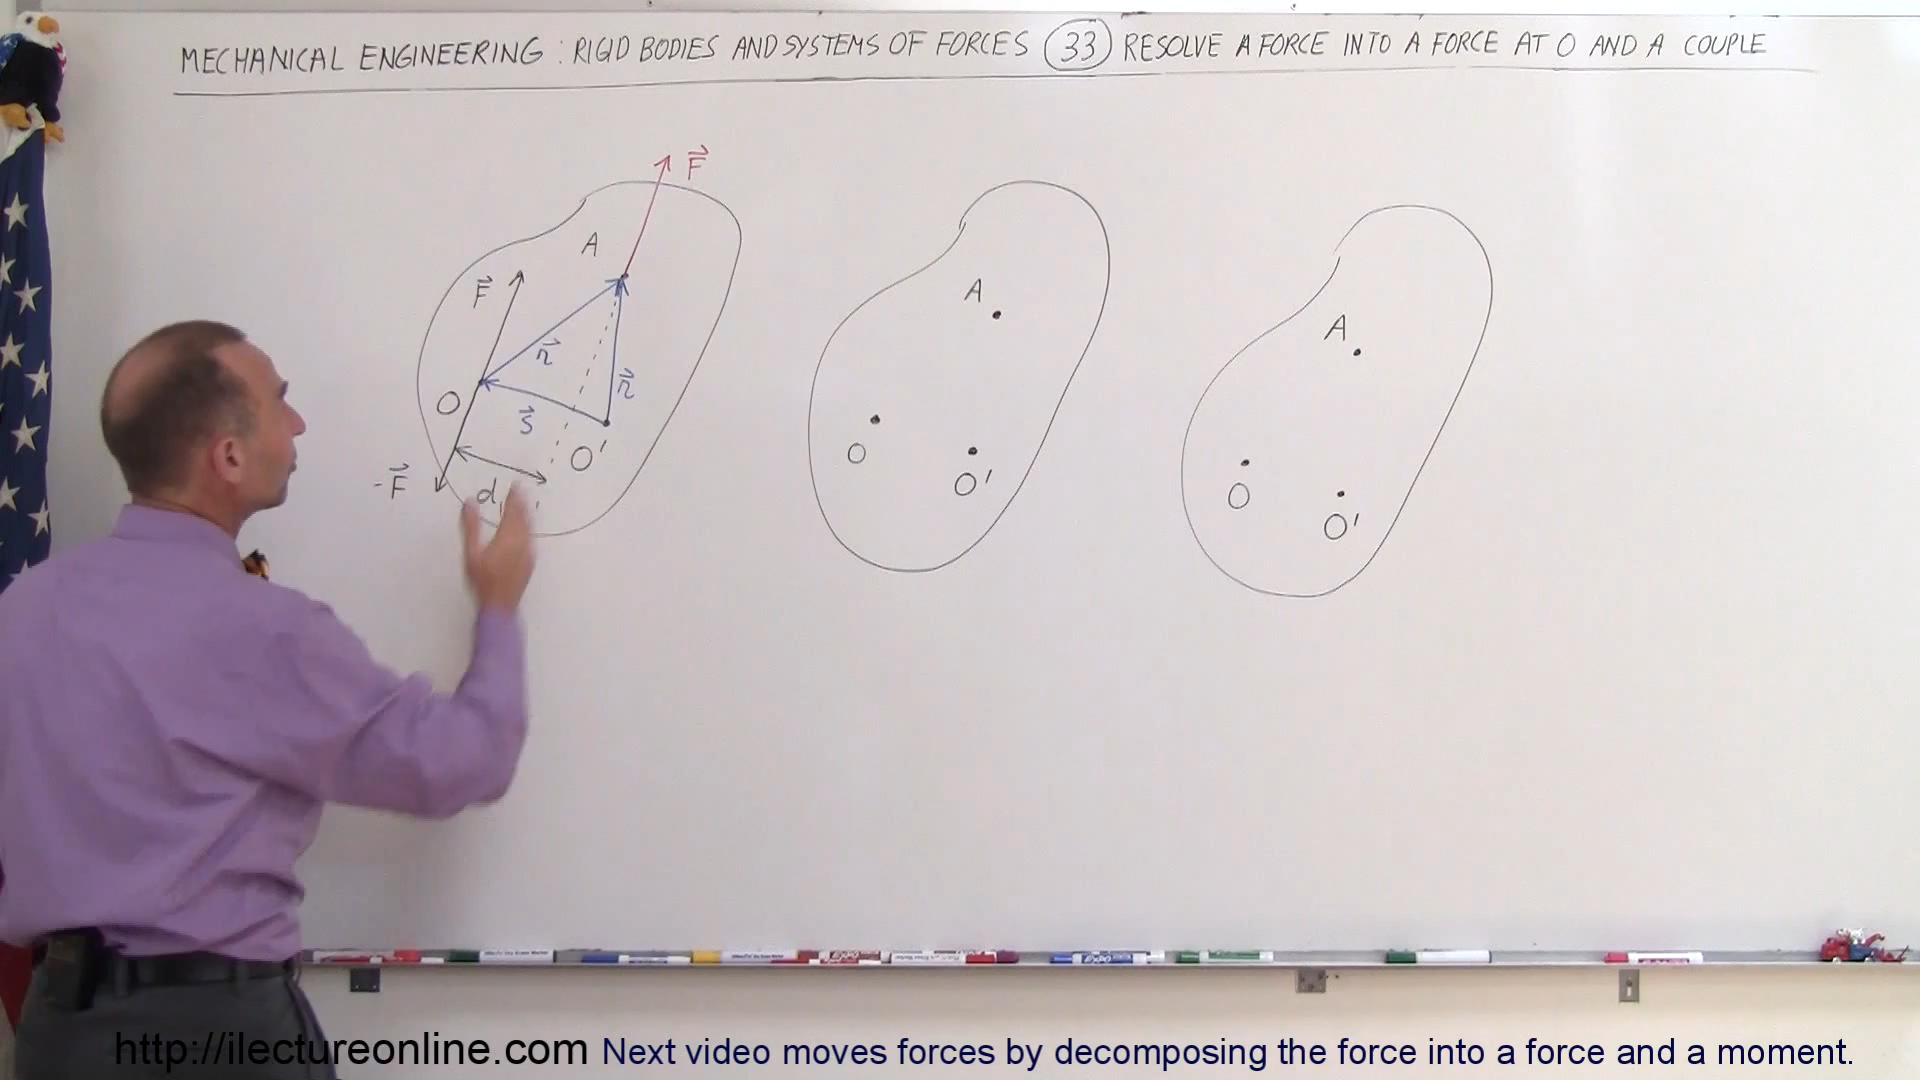 MECHANICAL ENGINEERING: RIGID BODIES AND SYSTEMS OF FORCES 33 RESOLVE A FORCE INTO A FORCE AT O AND A COUPLE
F⃗
A
F⃗
r⃗
r⃗
O
s⃗
O'
-F⃗
d
A
O
O'
A
O
O'
http://ilectureonline.com Next video moves forces by decomposing the force into a force and a moment.